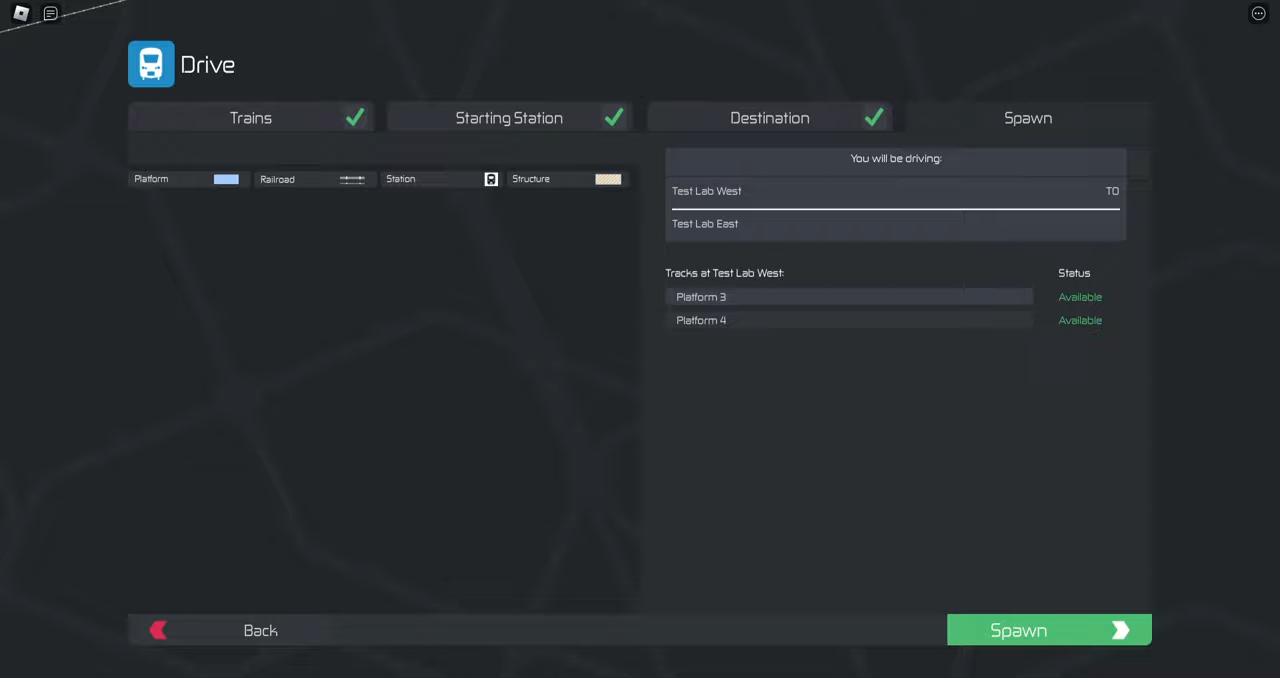 Drive
Trains
Starting Station
Destination
Spawn
Platform
Railroad
Station
Structure
You will be driving:
Test Lab West TO
Test Lab East
Tracks at Test Lab West: Status
Platform 3 Available
Platform 4 Available
Back
Spawn